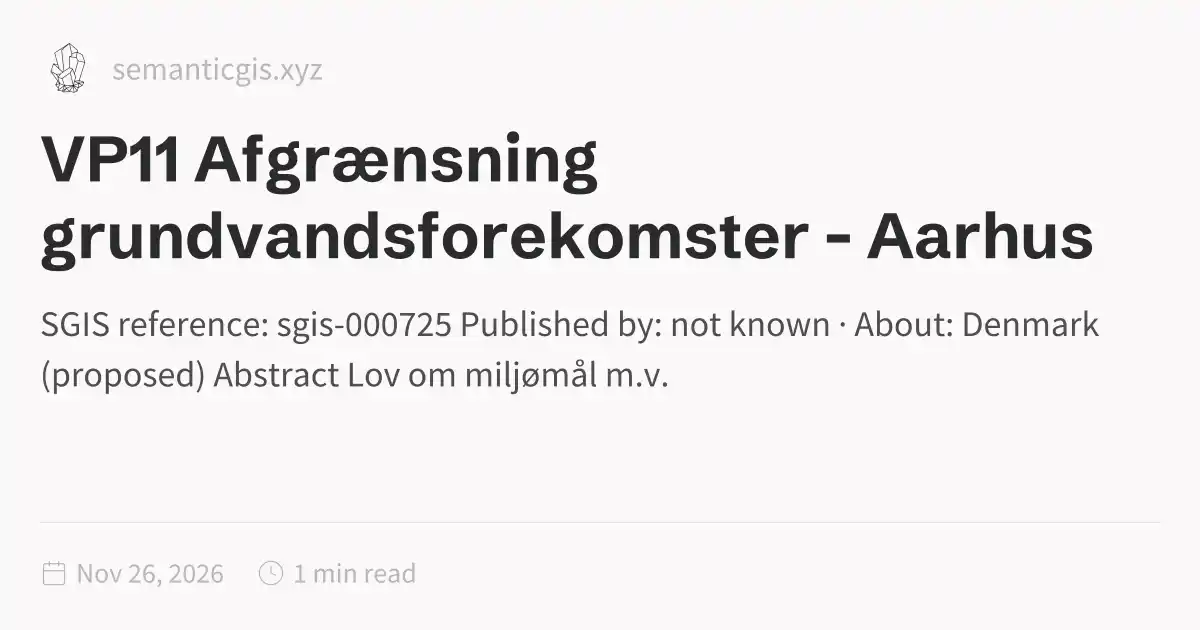 semanticgis.xyz
VP11 Afgrænsning
grundvandsforekomster - Aarhus
SGIS reference: sgis-000725 Published by: not known · About: Denmark
(proposed) Abstract Lov om miljømål m.v.
Nov 26, 2026 1 min read